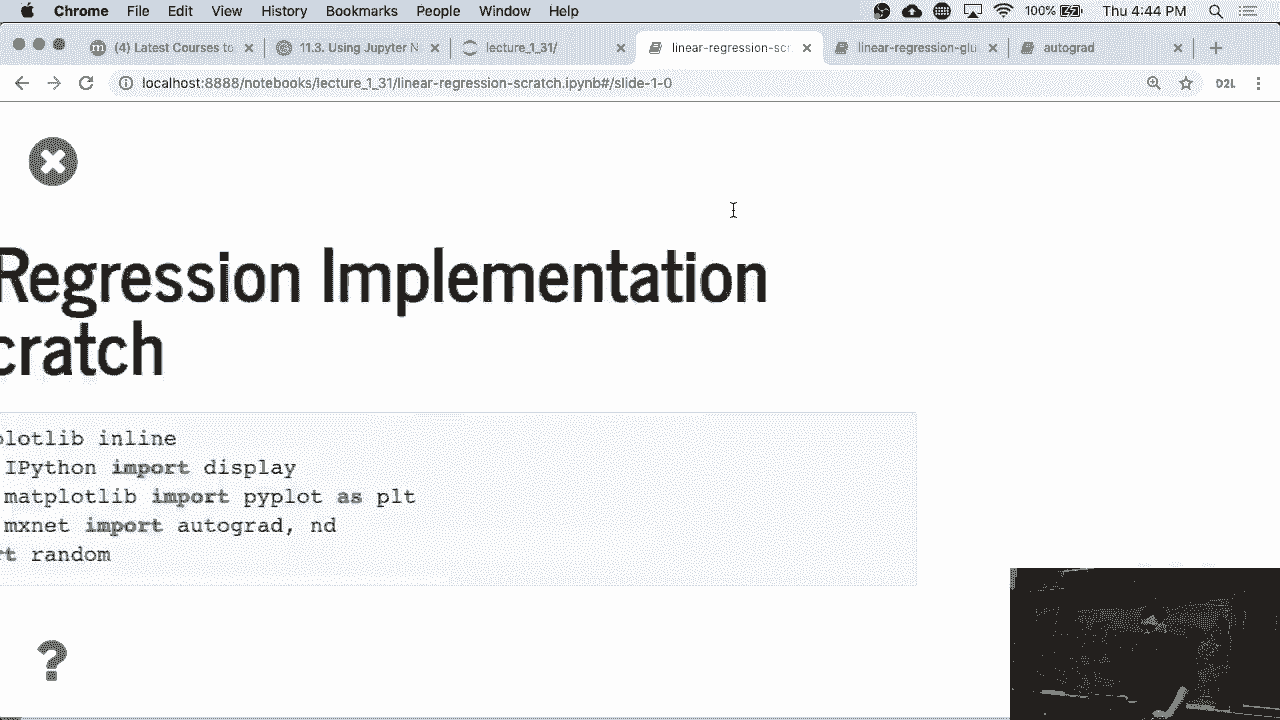 Chrome File Edit View History Bookmarks People Window Help 100% Thu 4:44 PM
(4) Latest Courses to 11.3. Using Jupyter N lecture_1_31/ linear-regression-scr linear-regression-glu autograd
localhost:8888/notebooks/lecture_1_31/linear-regression-scratch.ipynb#/slide-1-0 D2L
Regression Implementation
cratch
plotlib inline
IPython import display
matplotlib import pyplot as plt
mxnet import autograd, nd
rt random
?